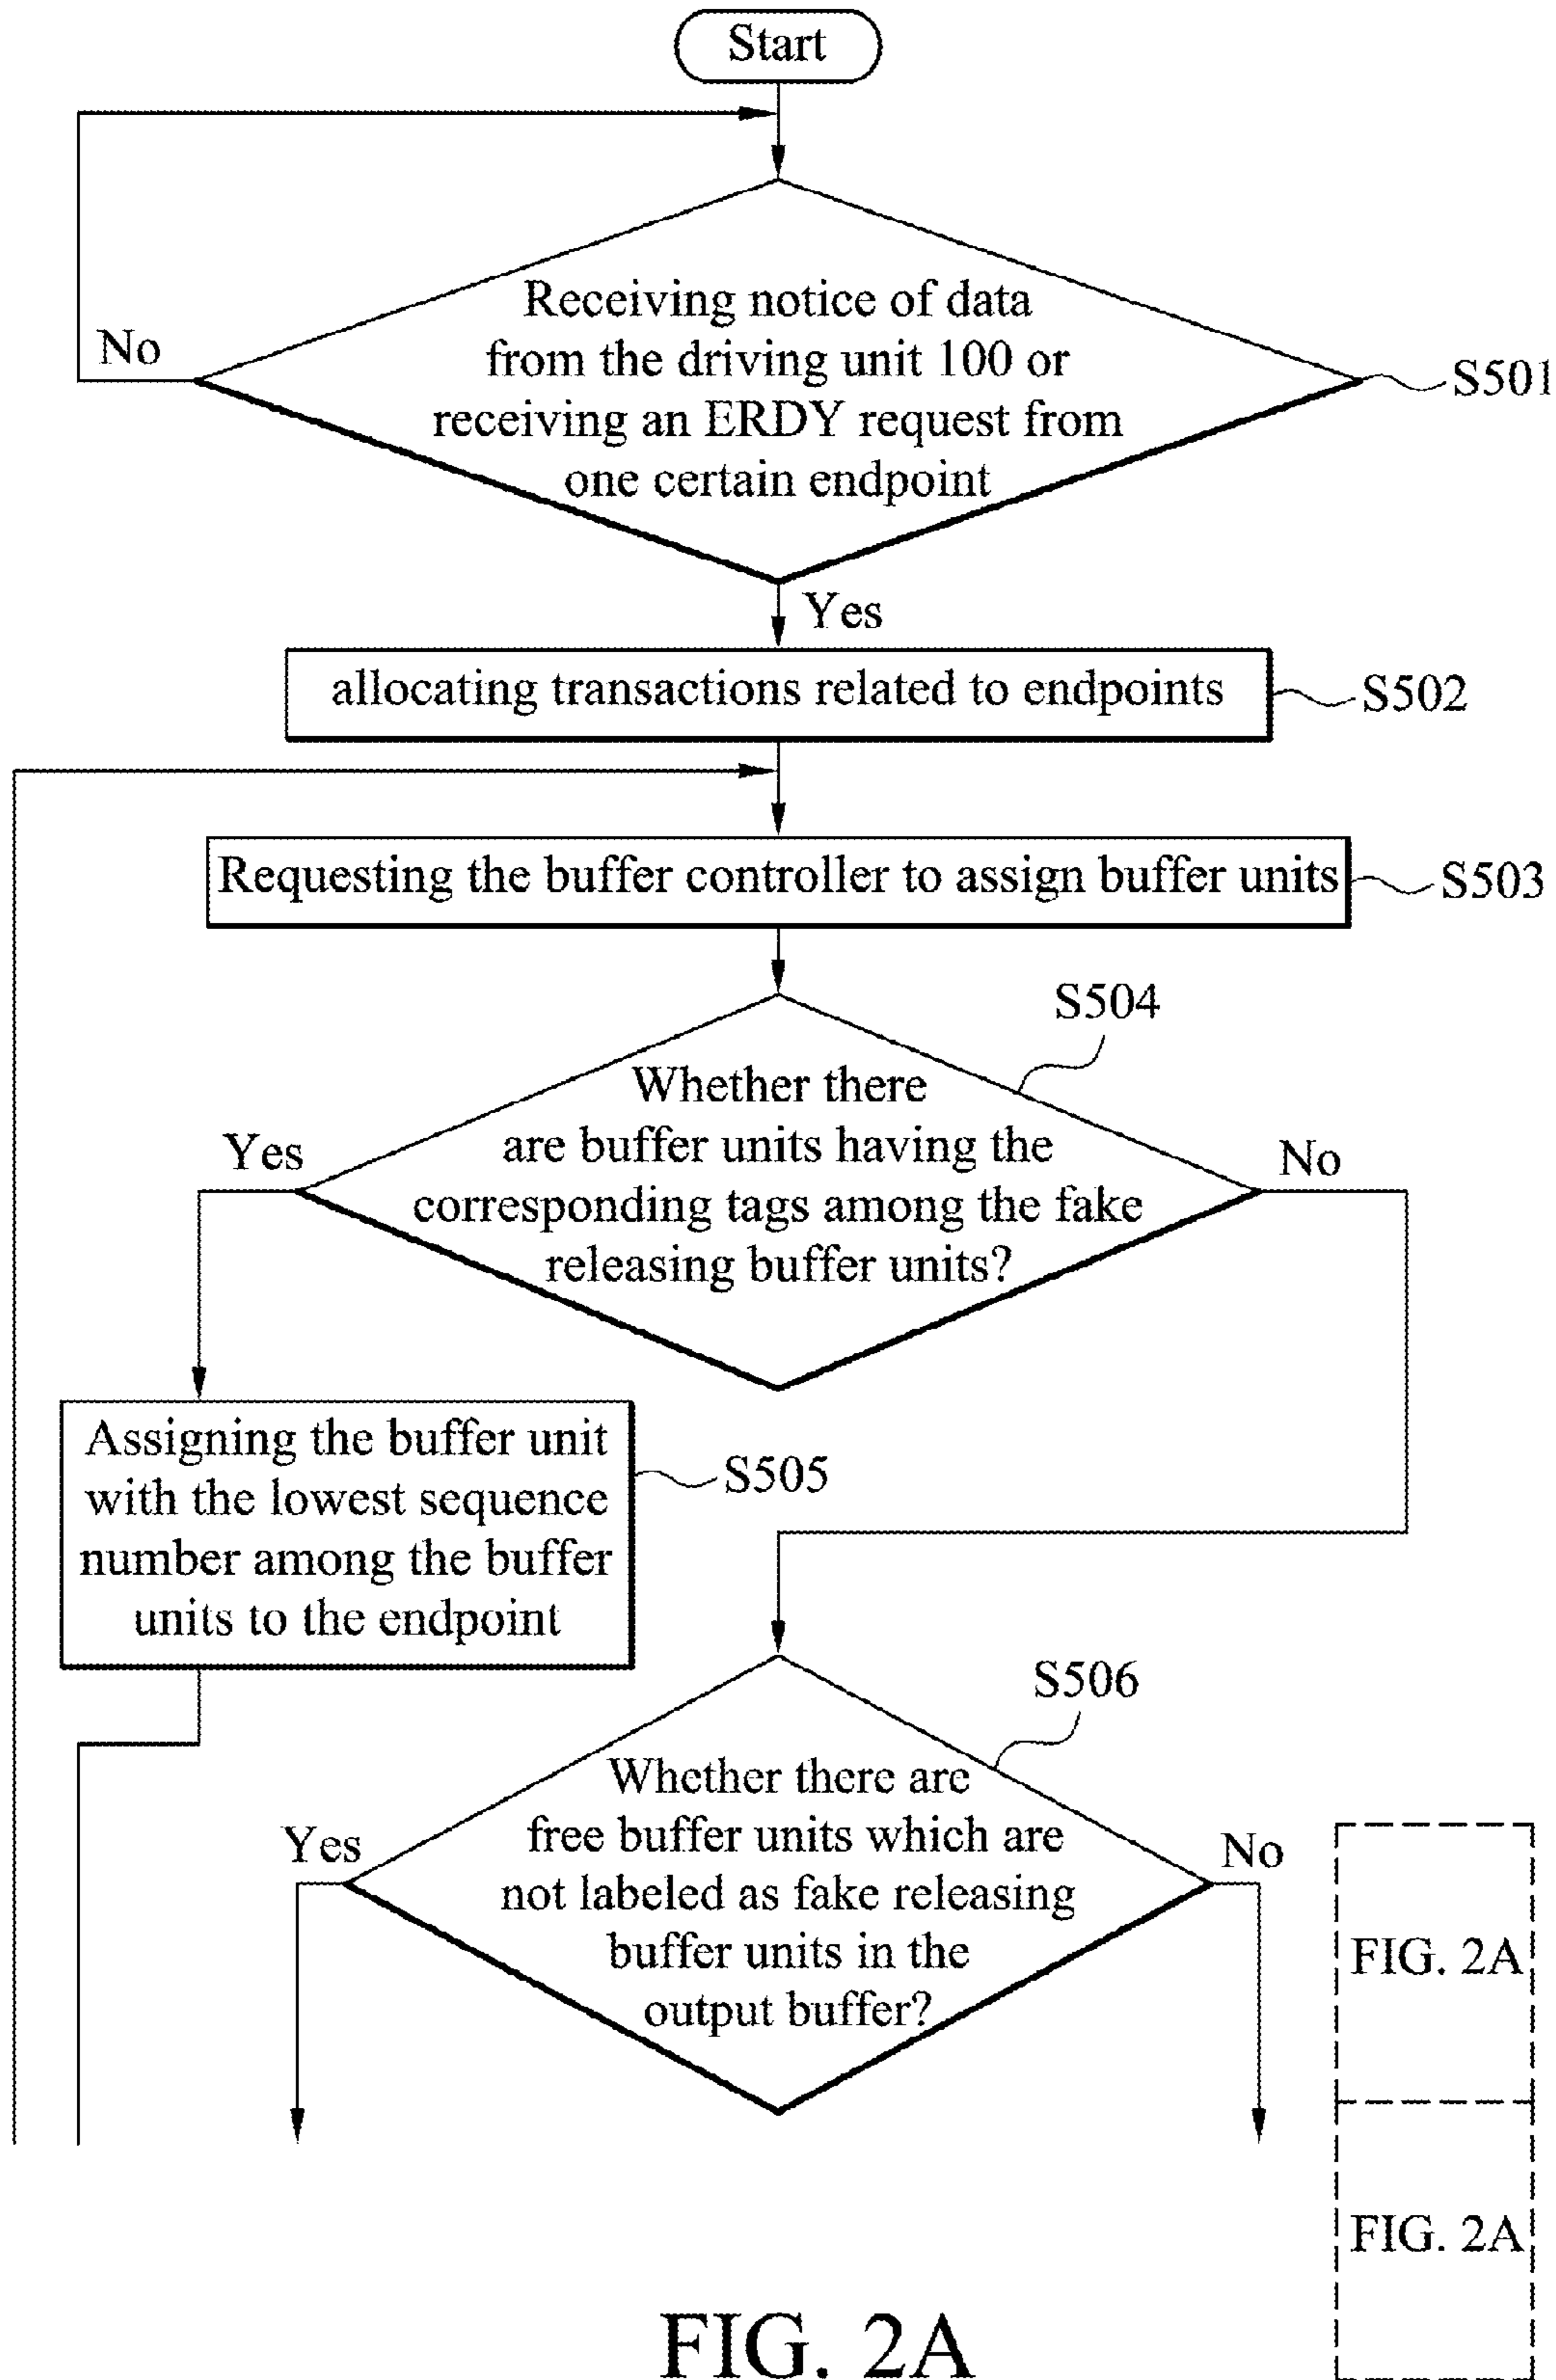 Start
Receiving notice of data
from the driving unit 100 or
receiving an ERDY request from
one certain endpoint
No
S501
Yes
allocating transactions related to endpoints
S502
Requesting the buffer controller to assign buffer units
S503
S504
Whether there
are buffer units having the
corresponding tags among the fake
releasing buffer units?
Yes
No
Assigning the buffer unit
with the lowest sequence
number among the buffer
units to the endpoint
S505
S506
Whether there are
free buffer units which are
not labeled as fake releasing
buffer units in the
output buffer?
Yes
No
FIG. 2A
FIG. 2A
FIG. 2A